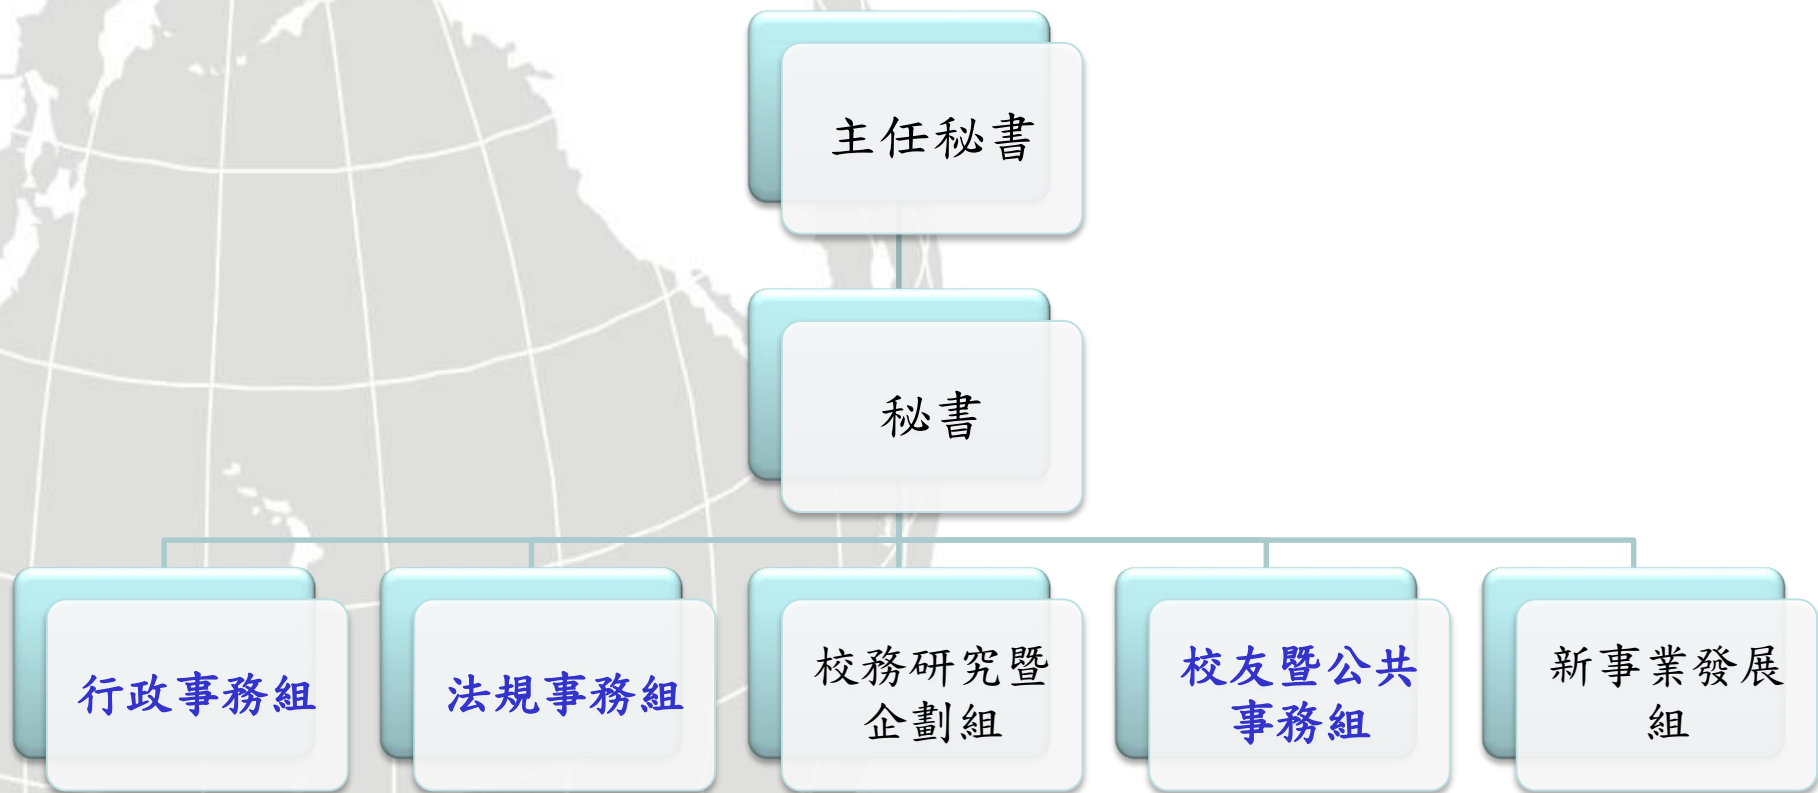 主任秘書
秘書
行政事務組
法規事務組
校務研究暨
企劃組
校友暨公共
事務組
新事業發展
組